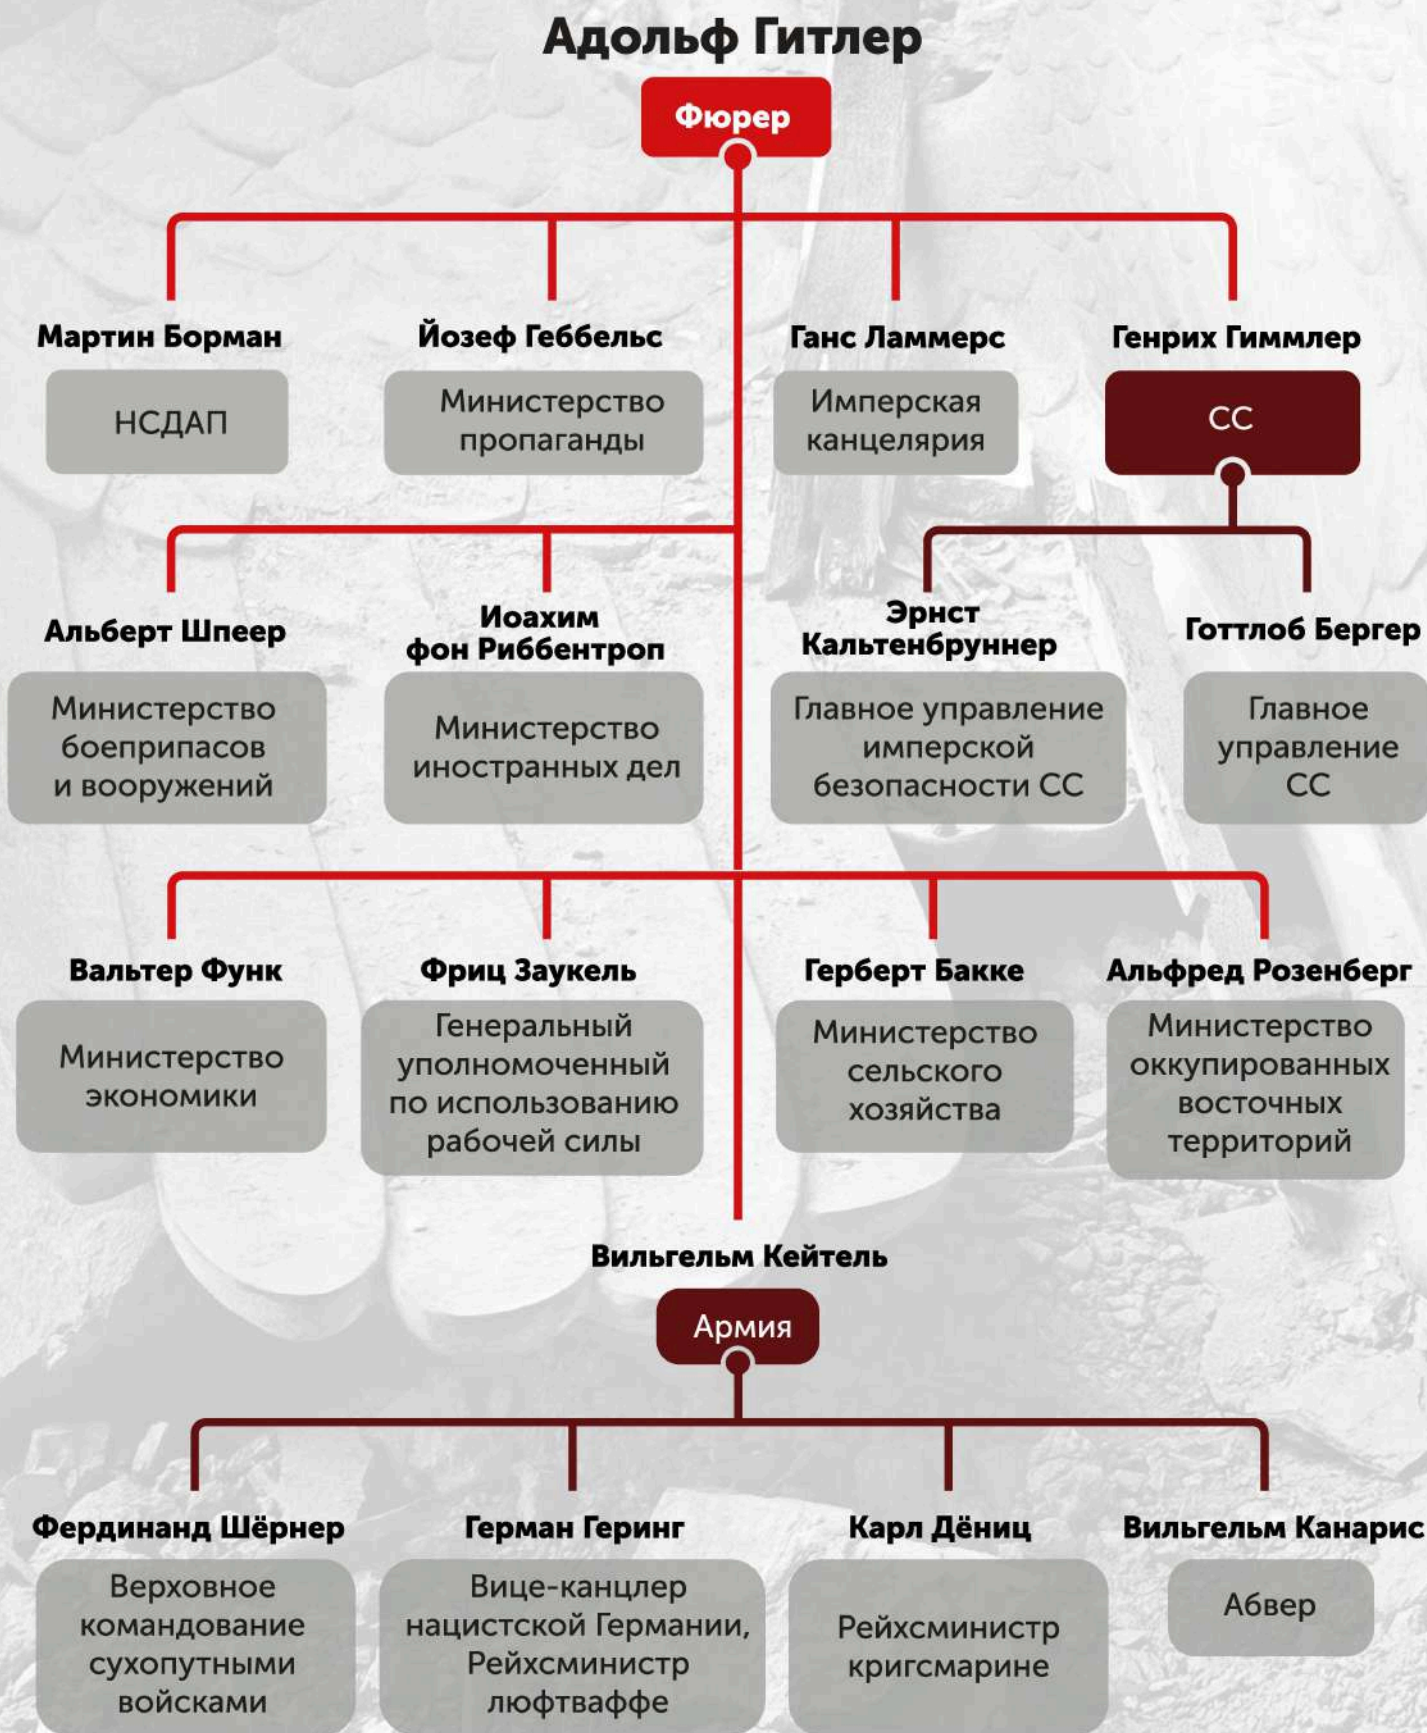 Адольф Гитлер
Фюрер
Мартин Борман
НСДАП
Йозеф Геббельс
Министерство
пропаганды
Ганс Ламмерс
Имперская
канцелярия
Генрих Гиммлер
СС
Альберт Шпеер
Министерство
боеприпасов
и вооружений
Иоахим
фон Риббентроп
Министерство
иностранных дел
Эрнст
Кальтенбруннер
Главное управление
имперской
безопасности СС
Готтлоб Бергер
Главное
управление
СС
Вальтер Функ
Министерство
экономики
Фриц Заукель
Генеральный
уполномоченный
по использованию
рабочей силы
Герберт Бакке
Министерство
сельского
хозяйства
Альфред Розенберг
Министерство
оккупированных
восточных
территорий
Вильгельм Кейтель
Армия
Фердинанд Шёрнер
Верховное
командование
сухопутными
войсками
Герман Геринг
Вице-канцлер
нацистской Германии,
Рейхсминистр
люфтваффе
Карл Дёниц
Рейхсминистр
кригсмарине
Вильгельм Канарис
Абвер